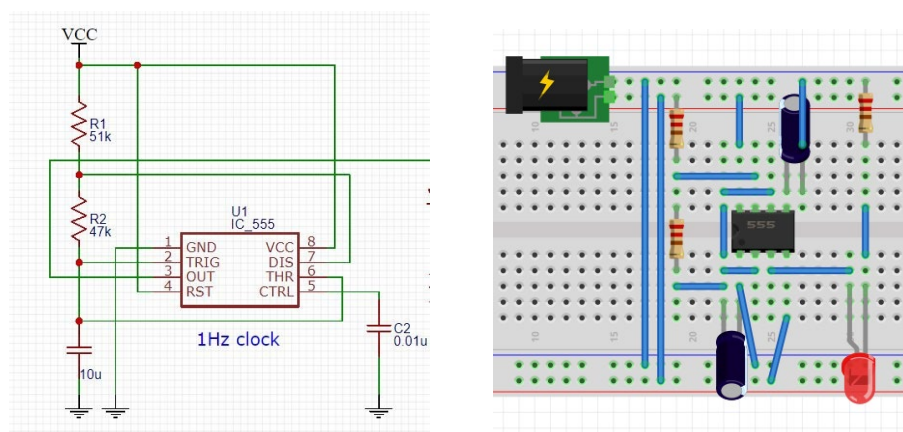 VCC
R1
51k
R2
47k
U1
IC_555
1 GND VCC 8
2 TRIG DIS 7
3 OUT THR 6
4 RST CTRL 5
1Hz clock
C2
0.01u
10u
10 15 20 25 30
555
10 15 20 25 30